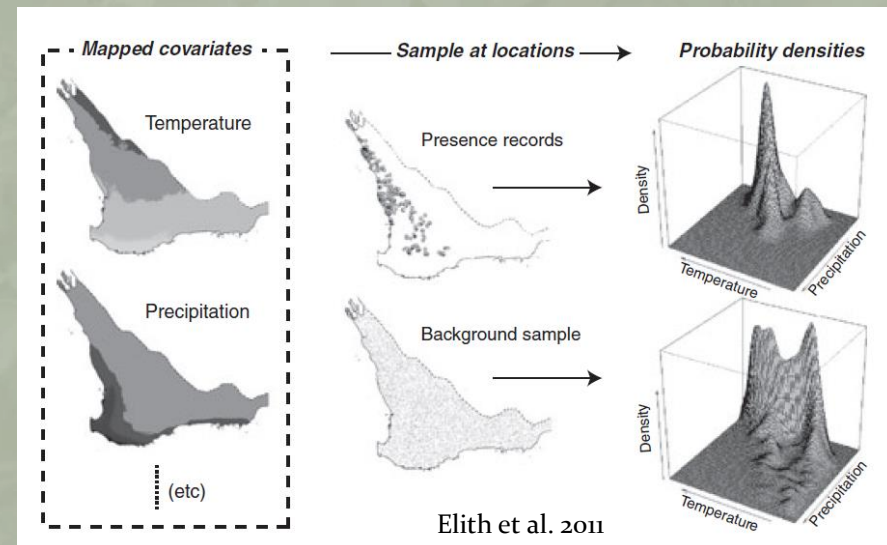 Mapped covariates
Sample at locations
Probability densities
Temperature
Precipitation
(etc)
Presence records
Background sample
Density
Temperature
Precipitation
Density
Temperature
Precipitation
Elith et al. 2011